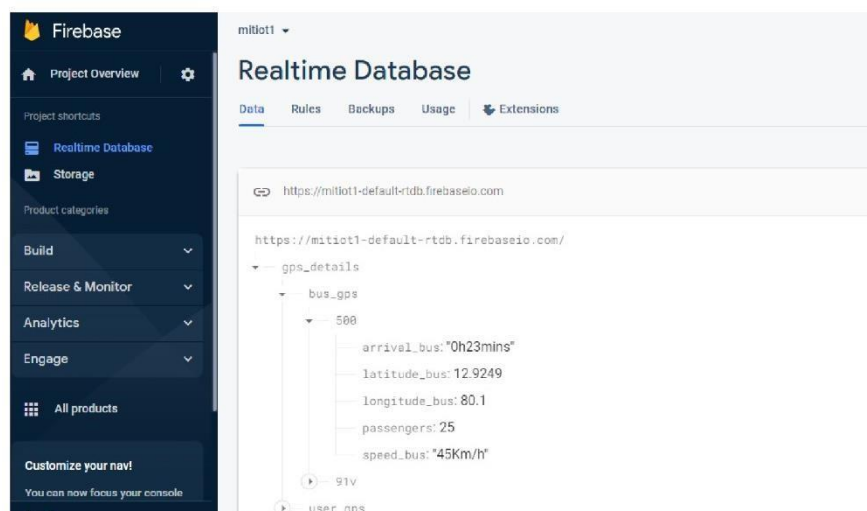 Firebase
Project Overview
Project shortcuts
Realtime Database
Storage
Product categories
Build
Release & Monitor
Analytics
Engage
All products
Customize your nav!
You can now focus your console
mitiot1
Realtime Database
Data Rules Backups Usage Extensions
https://mitiot1-default-rtdb.firebaseio.com
https://mitiot1-default-rtdb.firebaseio.com/
gps_details
bus_gps
500
arrival_bus: "0h23mins"
latitude_bus: 12.9249
longitude_bus: 80.1
passengers: 25
speed_bus: "45Km/h"
91v
user_gps